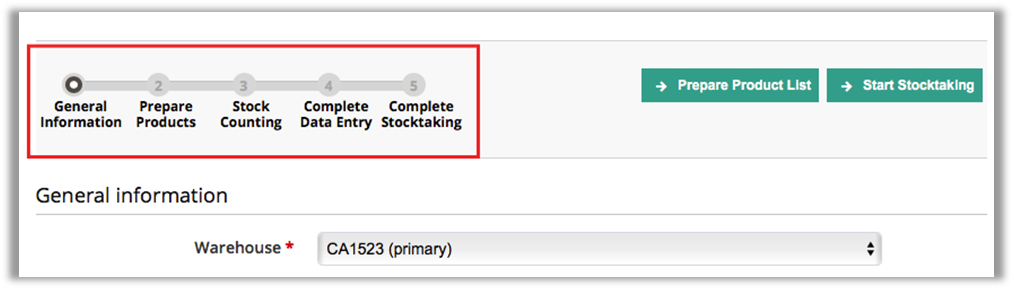 2 3 4 5
General Prepare Stock Complete Complete
Information Products Counting Data Entry Stocktaking
Prepare Product List Start Stocktaking
General information
Warehouse * CA1523 (primary)